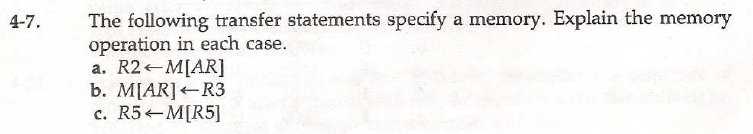 4-7. The following transfer statements specify a memory. Explain the memory
operation in each case.
a. R2←M[AR]
b. M[AR]←R3
c. R5←M[R5]